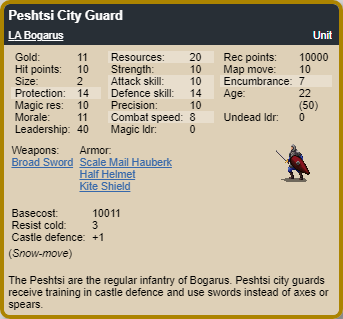 Peshtsi City Guard
LA Bogarus Unit
Gold: 11 Resources: 20 Rec points: 10000
Hit points: 10 Strength: 10 Map move: 10
Size: 2 Attack skill: 10 Encumbrance: 7
Protection: 14 Defence skill: 14 Age: 22
Magic res: 10 Precision: 10 (50)
Morale: 11 Combat speed: 8 Undead ldr: 0
Leadership: 40 Magic ldr: 0
Weapons: Armor:
Broad Sword Scale Mail Hauberk
Half Helmet
Kite Shield
Basecost: 10011
Resist cold: 3
Castle defence: +1
(Snow-move)
The Peshtsi are the regular infantry of Bogarus. Peshtsi city guards
receive training in castle defence and use swords instead of axes or
spears.